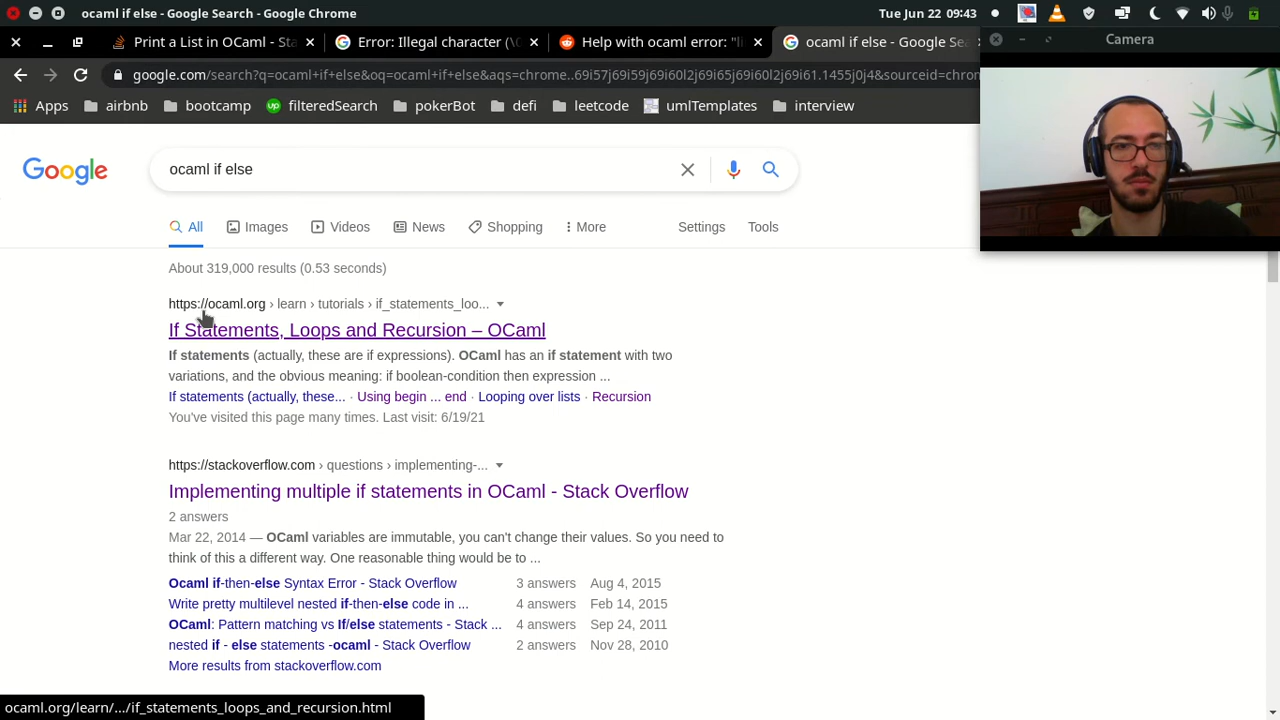 ocaml if else - Google Search - Google Chrome
Tue Jun 22 09:43
Print a List in OCaml - Sta
Error: Illegal character (\
Help with ocaml error: "li
ocaml if else - Google Sea
Camera
google.com/search?q=ocaml+if+else&oq=ocaml+if+else&aqs=chrome..69i57j69i59j69i60l2j69i65j69i60l2j69i61.1455j0j4&sourceid=chrom
Apps
airbnb
bootcamp
up filteredSearch
pokerBot
defi
leetcode
umlTemplates
interview
Google
ocaml if else
All
Images
Videos
News
Shopping
More
Settings
Tools
About 319,000 results (0.53 seconds)
https://ocaml.org › learn › tutorials › if_statements_loo...
If Statements, Loops and Recursion – OCaml
If statements (actually, these are if expressions). OCaml has an if statement with two
variations, and the obvious meaning: if boolean-condition then expression ...
If statements (actually, these... · Using begin ... end · Looping over lists · Recursion
You've visited this page many times. Last visit: 6/19/21
https://stackoverflow.com › questions › implementing-...
Implementing multiple if statements in OCaml - Stack Overflow
2 answers
Mar 22, 2014 — OCaml variables are immutable, you can't change their values. So you need to
think of this a different way. One reasonable thing would be to ...
Ocaml if-then-else Syntax Error - Stack Overflow 3 answers Aug 4, 2015
Write pretty multilevel nested if-then-else code in ... 4 answers Feb 14, 2015
OCaml: Pattern matching vs If/else statements - Stack ... 4 answers Sep 24, 2011
nested if - else statements -ocaml - Stack Overflow 2 answers Nov 28, 2010
More results from stackoverflow.com
ocaml.org/learn/.../if_statements_loops_and_recursion.html